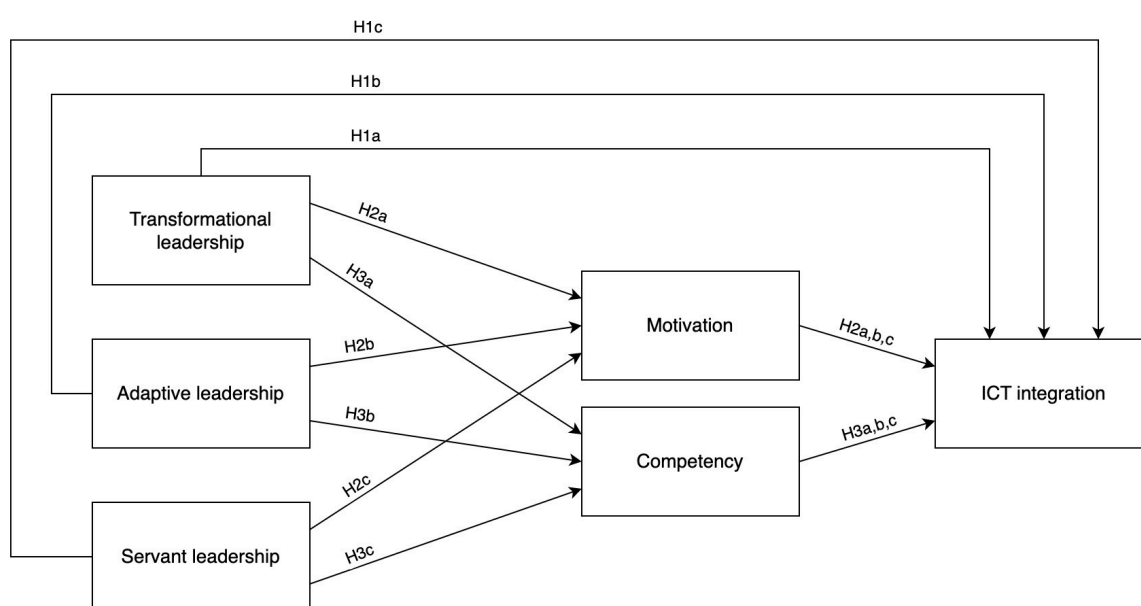 H1c
H1b
H1a
Transformational
leadership
H2a
H3a
Motivation
H2a,b,c
Adaptive leadership
H2b
H3b
ICT integration
Competency
H3a,b,c
H2c
Servant leadership
H3c